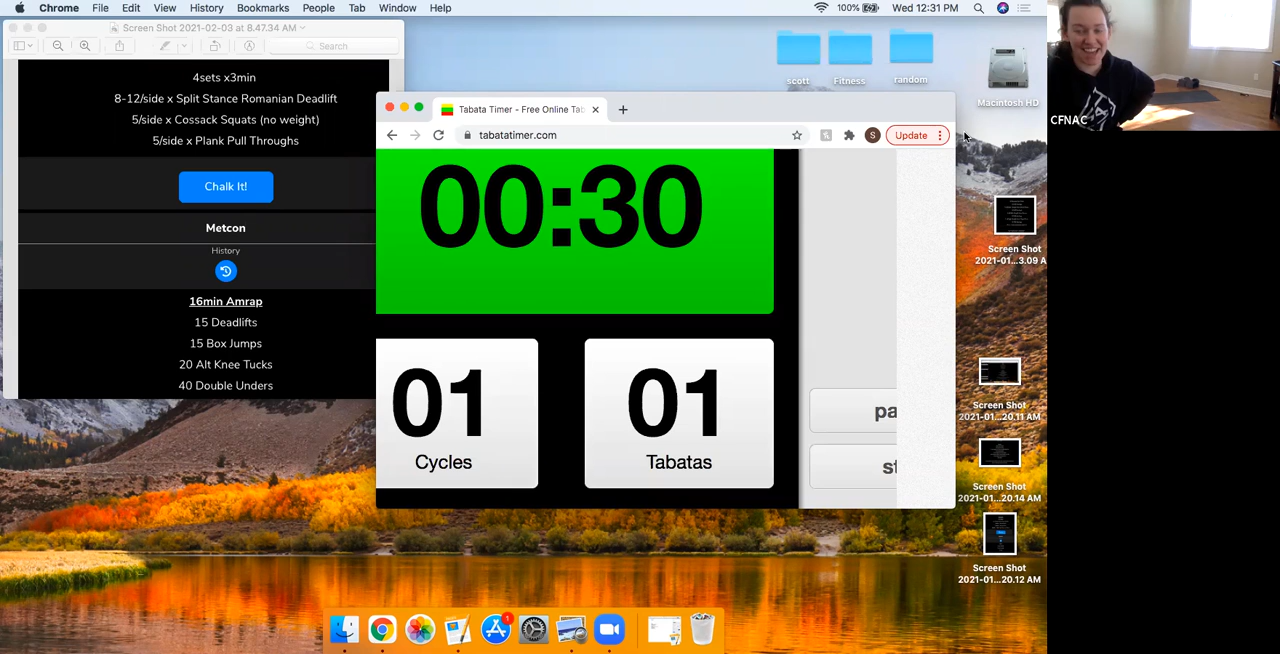 Chrome File Edit View History Bookmarks People Tab Window Help 100% Wed 12:31 PM
Screen Shot 2021-02-03 at 8.47.34 AM
Search
4sets x3min
8-12/side x Split Stance Romanian Deadlift
5/side x Cossack Squats (no weight)
5/side x Plank Pull Throughs
Chalk It!
Metcon
History
16min Amrap
15 Deadlifts
15 Box Jumps
20 Alt Knee Tucks
40 Double Unders
Tabata Timer - Free Online Tab
tabatatimer.com
S
Update
00:30
01
Cycles
01
Tabatas
pa
st
scott
Fitness
random
Macintosh HD
Screen Shot
2021-01...3.09 A
Screen Shot
2021-01...20.11 AM
Screen Shot
2021-01...20.14 AM
Screen Shot
2021-01...20.12 AM
1
CFNAC